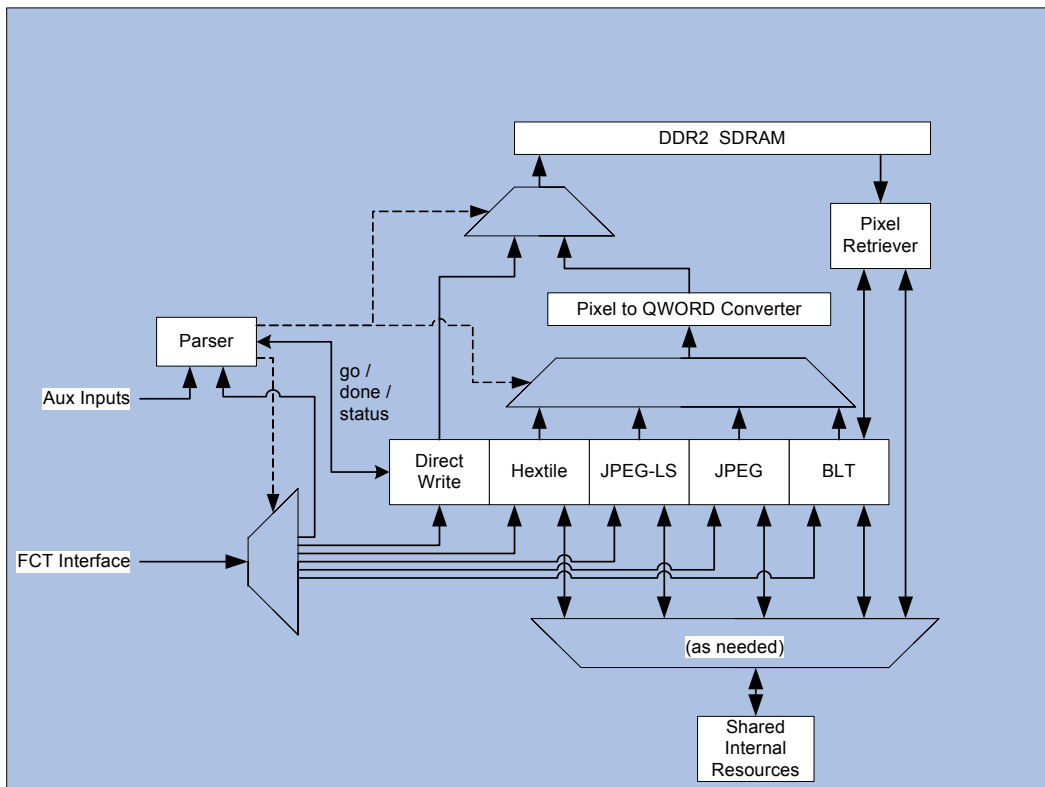 DDR2 SDRAM
Pixel
Retriever
Pixel to QWORD Converter
Parser
go /
done /
status
Aux Inputs
Direct
Write
Hextile
JPEG-LS
JPEG
BLT
FCT Interface
(as needed)
Shared
Internal
Resources